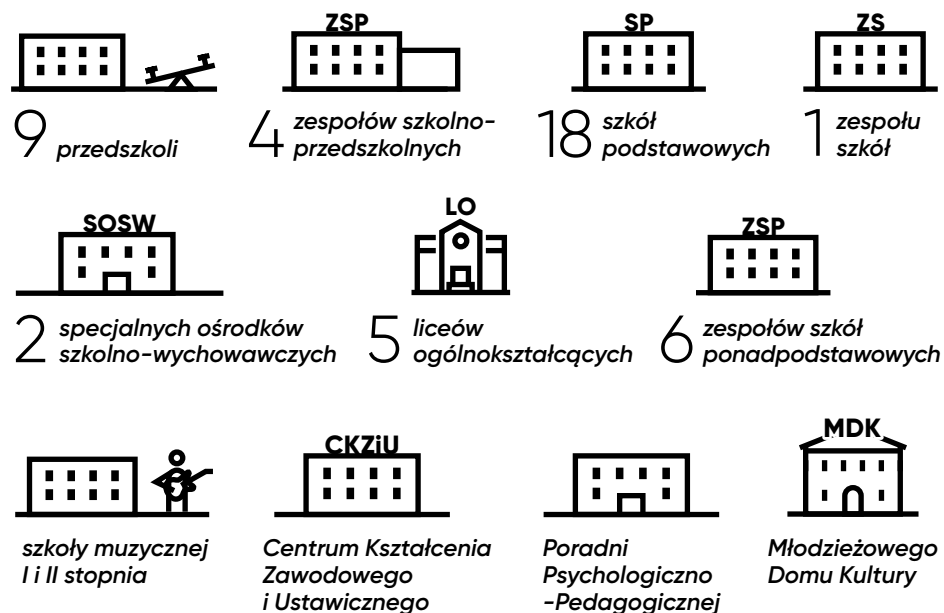 ZSP
SP
ZS
9 przedszkoli
4 zespołów szkolno-
przedszkolnych
18 szkół
podstawowych
1 zespołu
szkół
SOSW
LO
ZSP
2 specjalnych ośrodków
szkolno-wychowawczych
5 liceów
ogólnokształcących
6 zespołów szkół
ponadpodstawowych
CKZiU
MDK
szkoły muzycznej
I i II stopnia
Centrum Kształcenia
Zawodowego
i Ustawicznego
Poradni
Psychologiczno
-Pedagogicznej
Młodzieżowego
Domu Kultury